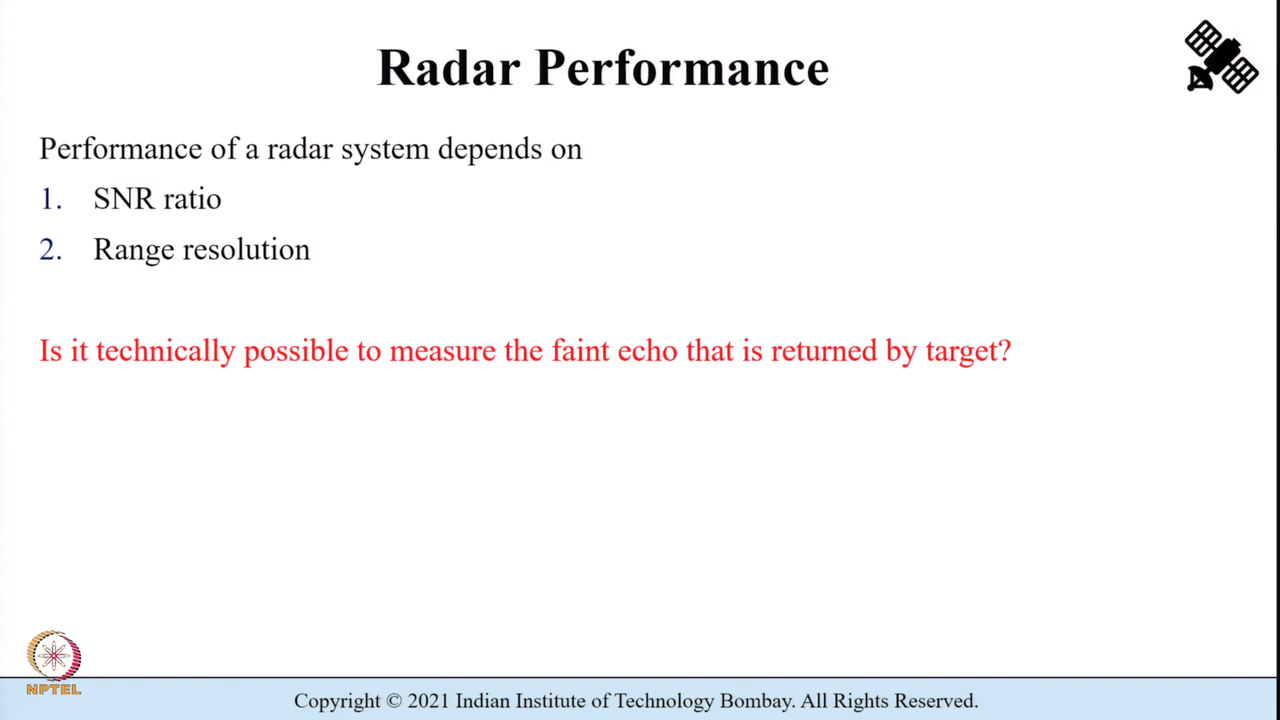 Radar Performance
Performance of a radar system depends on
1. SNR ratio
2. Range resolution
Is it technically possible to measure the faint echo that is returned by target?
NPTEL
Copyright © 2021 Indian Institute of Technology Bombay. All Rights Reserved.